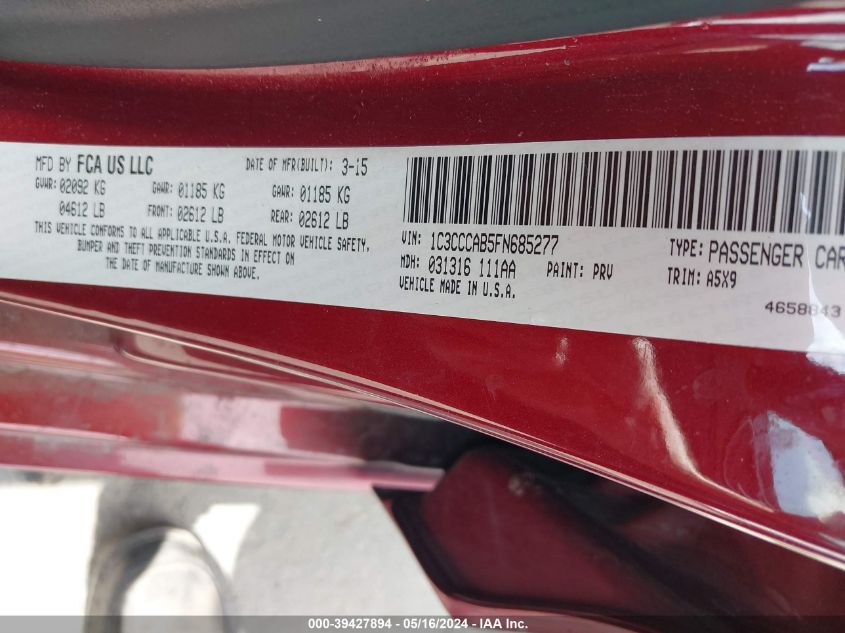 MFD BY FCA US LLC DATE OF MFR(BUILT): 3-15
GVWR: 02092 KG GAWR: 01185 KG GAWR: 01185 KG
04612 LB FRONT: 02612 LB REAR: 02612 LB
THIS VEHICLE CONFORMS TO ALL APPLICABLE U.S.A. FEDERAL MOTOR VEHICLE SAFETY,
BUMPER AND THEFT PREVENTION STANDARDS IN EFFECT ON
THE DATE OF MANUFACTURE SHOWN ABOVE.
VIN: 1C3CCCAB5FN685277 TYPE: PASSENGER CAR
MDH: 031316 111AA PAINT: PRV TRIM: A5X9
VEHICLE MADE IN U.S.A.
4658843
000-39427894 - 05/16/2024 - IAA Inc.